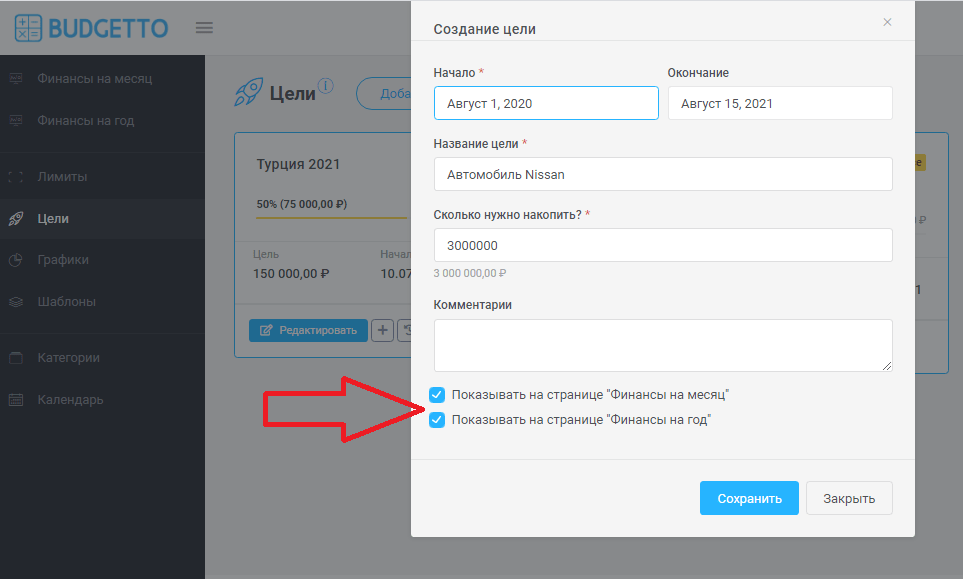 BUDGETTO
Финансы на месяц
Финансы на год
Лимиты
Цели
Графики
Шаблоны
Категории
Календарь
Цели
Турция 2021
50% (75 000,00 ₽)
Цель
150 000,00 ₽
10.07
Редактировать
Создание цели
Начало *
Окончание
Август 1, 2020
Август 15, 2021
Название цели *
Автомобиль Nissan
Сколько нужно накопить? *
3000000
3 000 000,00 ₽
Комментарии
Показывать на странице "Финансы на месяц"
Показывать на странице "Финансы на год"
Сохранить
Закрыть